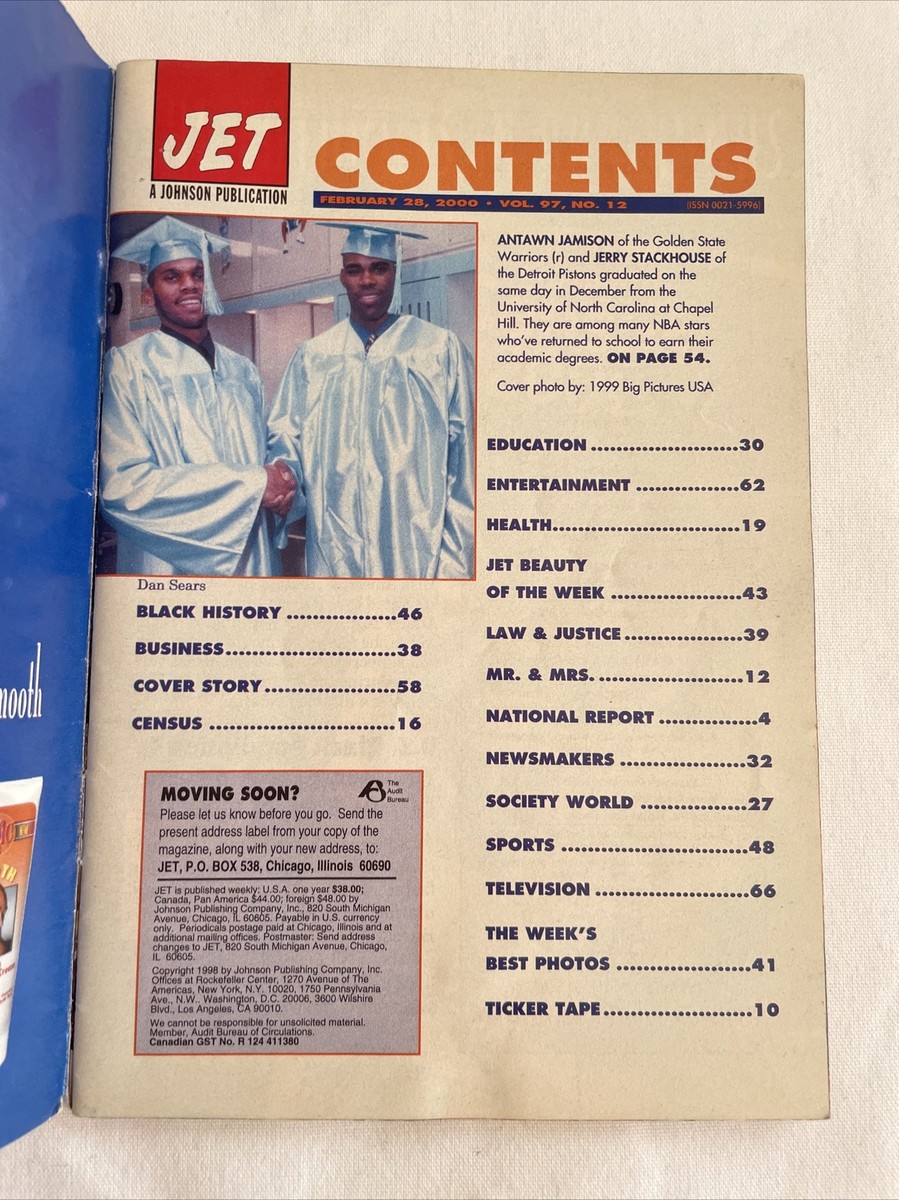 JET
A JOHNSON PUBLICATION
CONTENTS
FEBRUARY 28, 2000 • VOL. 97, NO. 12 (ISSN 0021-5996)
ANTAWN JAMISON of the Golden State
Warriors (r) and JERRY STACKHOUSE of
the Detroit Pistons graduated on the
same day in December from the
University of North Carolina at Chapel
Hill. They are among many NBA stars
who've returned to school to earn their
academic degrees. ON PAGE 54.
Cover photo by: 1999 Big Pictures USA
Dan Sears
BLACK HISTORY .................46
BUSINESS..........................38
COVER STORY.....................58
CENSUS ............................16
EDUCATION ..........................30
ENTERTAINMENT ................62
HEALTH.............................19
JET BEAUTY
OF THE WEEK ....................43
LAW & JUSTICE..................39
MR. & MRS. ......................12
NATIONAL REPORT ...............4
NEWSMAKERS ...................32
SOCIETY WORLD ................27
SPORTS ............................48
TELEVISION .......................66
THE WEEK'S
BEST PHOTOS ....................41
TICKER TAPE.......................10
MOVING SOON?
The
Audit
Bureau
Please let us know before you go. Send the
present address label from your copy of the
magazine, along with your new address, to:
JET, P.O. BOX 538, Chicago, Illinois 60690
JET is published weekly: U.S.A. one year $38.00;
Canada, Pan America $44.00; foreign $48.00 by
Johnson Publishing Company, Inc., 820 South Michigan
Avenue, Chicago, IL 60605. Payable in U.S. currency
only. Periodicals postage paid at Chicago, Illinois and at
additional mailing offices. Postmaster: Send address
changes to JET, 820 South Michigan Avenue, Chicago,
IL 60605.
Copyright 1998 by Johnson Publishing Company, Inc.
Offices at Rockefeller Center, 1270 Avenue of The
Americas, New York, N.Y. 10020, 1750 Pennsylvania
Ave., N.W.. Washington, D.C. 20006, 3600 Wilshire
Blvd., Los Angeles, CA 90010.
We cannot be responsible for unsolicited material.
Member, Audit Bureau of Circulations.
Canadian GST No. R 124 411380